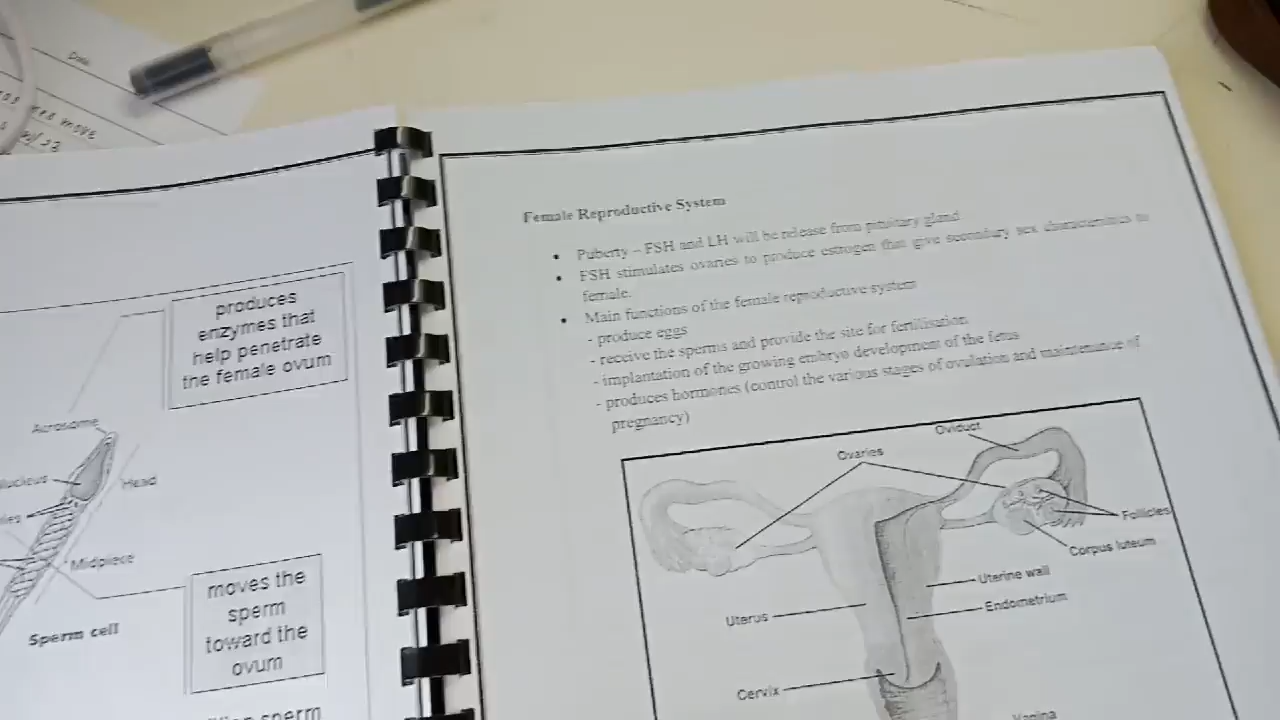 Date
move
produces
enzymes that
help penetrate
the female ovum
Acrosome
Nucleus
Head
Midpiece
moves the
sperm
toward the
ovum
Sperm cell
sperm
Female Reproductive System
• Puberty – FSH and LH will be release from pituitary gland
• FSH stimulates ovaries to produce estrogen that give secondary sex characteristics to
female.
• Main functions of the female reproductive system
- produce eggs
- receive the sperms and provide the site for fertilisation
- implantation of the growing embryo development of the fetus
- produces hormones (control the various stages of ovulation and maintenance of
pregnancy)
Oviduct
Ovaries
Follicles
Corpus luteum
Uterine wall
Endometrium
Uterus
Cervix
Vagina